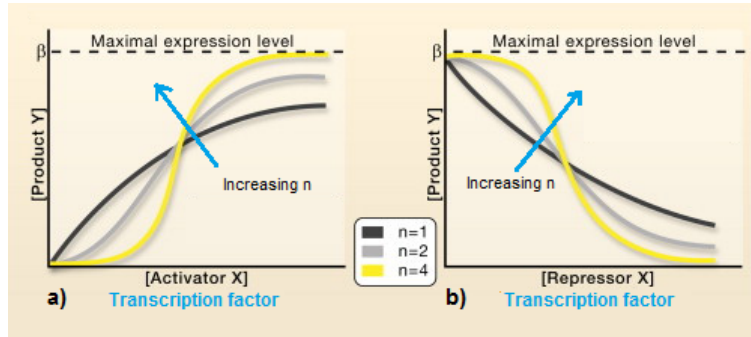 β
Maximal expression level
[Product Y]
Increasing n
[Activator X]
a)
Transcription factor
n=1
n=2
n=4
β
Maximal expression level
[Product Y]
Increasing n
[Repressor X]
b)
Transcription factor